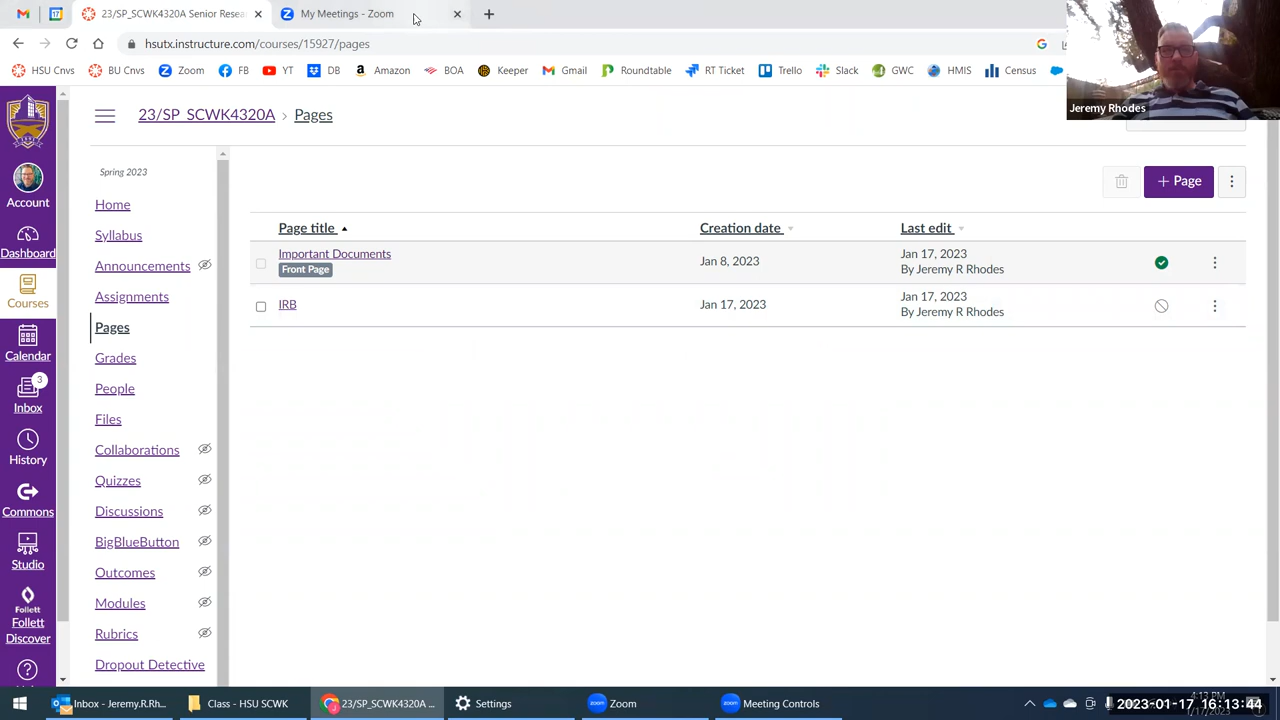 23/SP_SCWK4320A Senior Resea
My Meetings - Zoom
hsutx.instructure.com/courses/15927/pages
HSU Cnvs
BU Cnvs
Zoom
FB
YT
DB
Amazon
BOA
Keeper
Gmail
Roundtable
RT Ticket
Trello
Slack
GWC
HMIS
Census
Jeremy Rhodes
23/SP_SCWK4320A > Pages
Account
Dashboard
Courses
Calendar
3
Inbox
History
Commons
Studio
Follett
Follett
Discover
Spring 2023
Home
Syllabus
Announcements
Assignments
Pages
Grades
People
Files
Collaborations
Quizzes
Discussions
BigBlueButton
Outcomes
Modules
Rubrics
Dropout Detective
+ Page
Page title
Creation date
Last edit
Important Documents
Front Page
Jan 8, 2023
Jan 17, 2023
By Jeremy R Rhodes
IRB
Jan 17, 2023
Jan 17, 2023
By Jeremy R Rhodes
Inbox - Jeremy.R.Rh...
Class - HSU SCWK
23/SP_SCWK4320A ...
Settings
Zoom
Meeting Controls
4:13 PM
2023-01-17 16:13:44